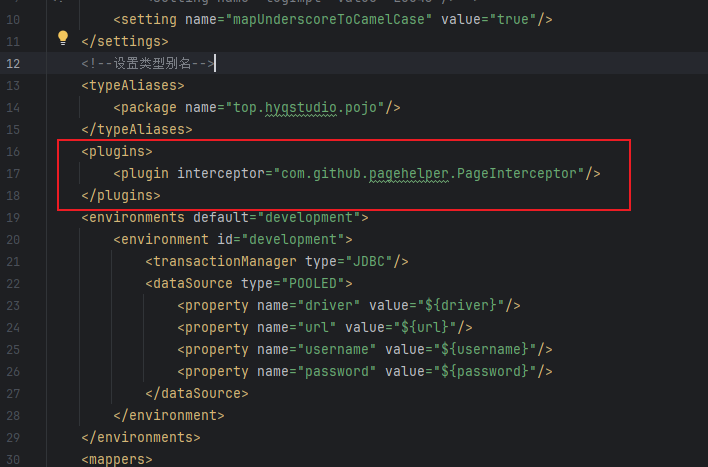 10 <setting name="mapUnderscoreToCamelCase" value="true"/>
11 </settings>
12 <!--设置类型别名-->
13 <typeAliases>
14 <package name="top.hyqstudio.pojo"/>
15 </typeAliases>
16 <plugins>
17 <plugin interceptor="com.github.pagehelper.PageInterceptor"/>
18 </plugins>
19 <environments default="development">
20 <environment id="development">
21 <transactionManager type="JDBC"/>
22 <dataSource type="POOLED">
23 <property name="driver" value="${driver}"/>
24 <property name="url" value="${url}"/>
25 <property name="username" value="${username}"/>
26 <property name="password" value="${password}"/>
27 </dataSource>
28 </environment>
29 </environments>
30 <mappers>